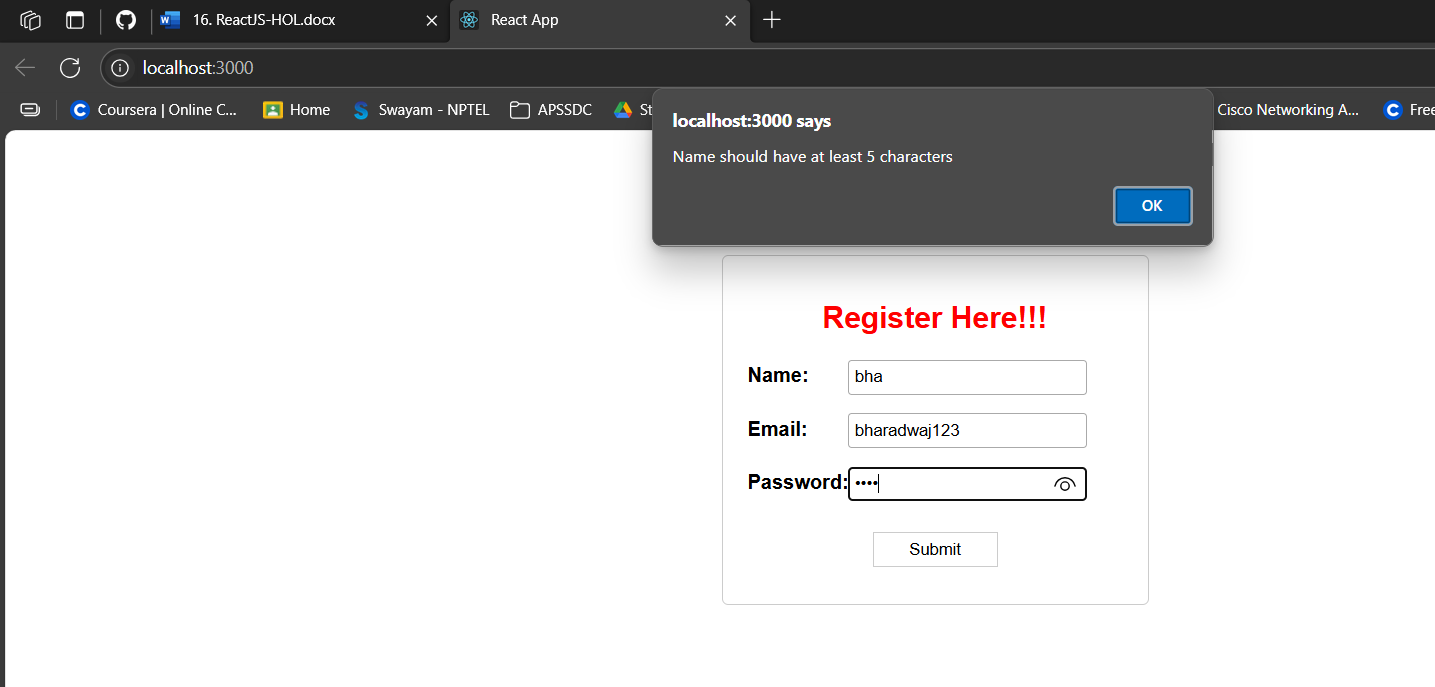 16. ReactJS-HOL.docx
React App
localhost:3000
Coursera | Online C...
Home
Swayam - NPTEL
APSSDC
St
Cisco Networking A...
Free
localhost:3000 says
Name should have at least 5 characters
OK
Register Here!!!
Name: bha
Email: bharadwaj123
Password: ••••
Submit